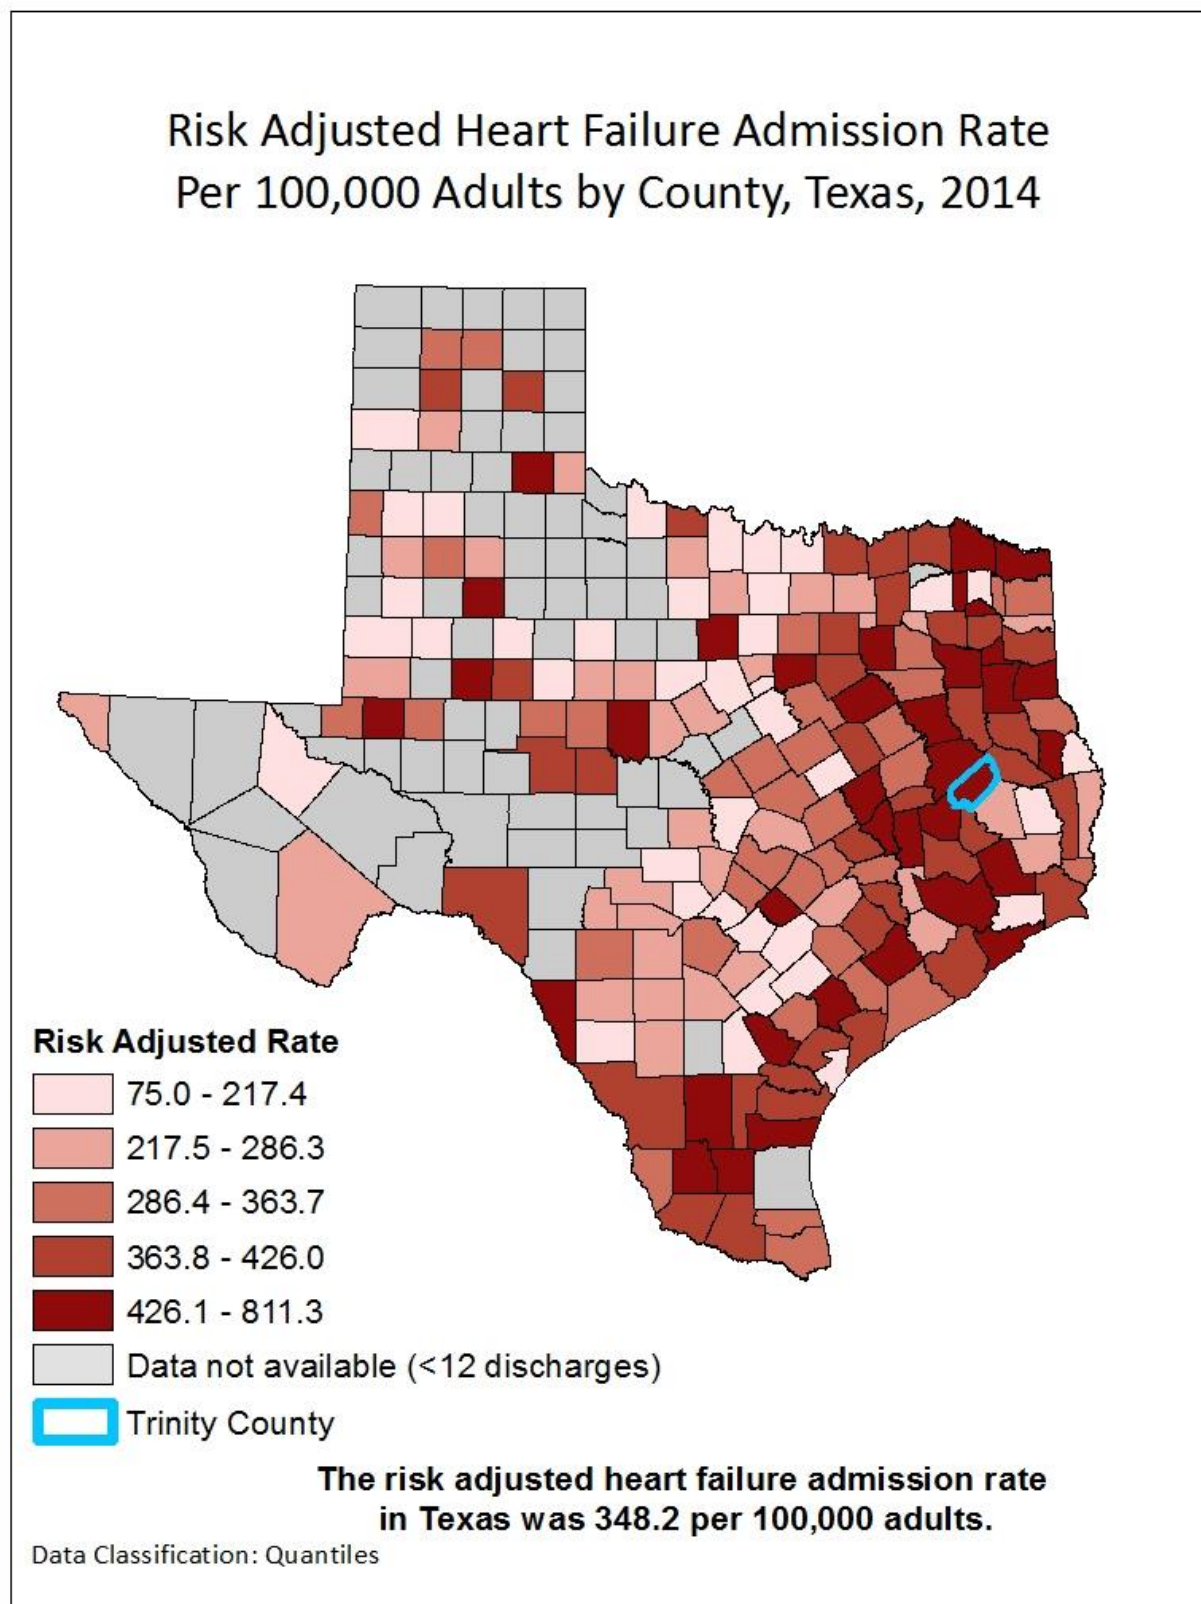 Risk Adjusted Heart Failure Admission Rate
Per 100,000 Adults by County, Texas, 2014
Risk Adjusted Rate
75.0 - 217.4
217.5 - 286.3
286.4 - 363.7
363.8 - 426.0
426.1 - 811.3
Data not available (<12 discharges)
Trinity County
The risk adjusted heart failure admission rate
in Texas was 348.2 per 100,000 adults.
Data Classification: Quantiles